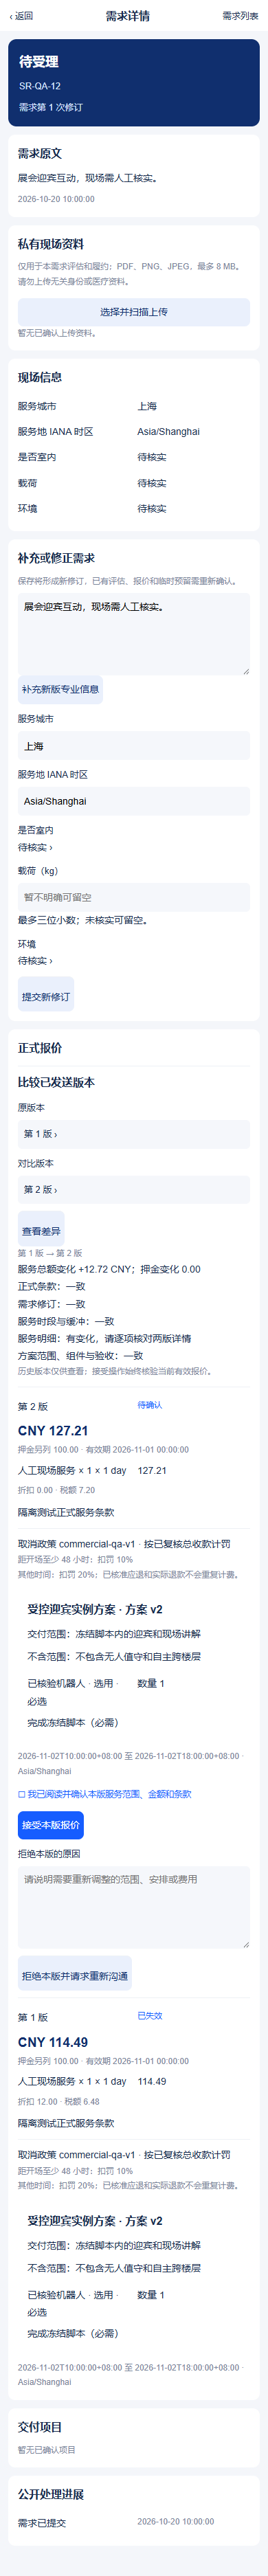 ‹ 返回
需求详情
需求列表
待受理
SR-QA-12
需求第 1 次修订
需求原文
展会迎宾互动，现场需人工核实。
2026-10-20 10:00:00
私有现场资料
仅用于本需求评估和履约：PDF、PNG、JPEG，最多 8 MB。
请勿上传无关身份或医疗资料。
选择并扫描上传
暂无已确认上传资料。
现场信息
服务城市 上海
服务地 IANA 时区 Asia/Shanghai
是否室内 待核实
载荷 待核实
环境 待核实
补充或修正需求
保存将形成新修订，已有评估、报价和临时预留需重新确认。
展会迎宾互动，现场需人工核实。
补充新版专业信息
服务城市
上海
服务地 IANA 时区
Asia/Shanghai
是否室内
待核实 ›
载荷（kg）
暂不明确可留空
最多三位小数；未核实可留空。
环境
待核实 ›
提交新修订
正式报价
比较已发送版本
原版本
第 1 版 ›
对比版本
第 2 版 ›
查看差异
第 1 版 → 第 2 版
服务总额变化 +12.72 CNY；押金变化 0.00
正式条款：一致
需求修订：一致
服务时段与缓冲：一致
服务明细：有变化，请逐项核对两版详情
方案范围、组件与验收：一致
历史版本仅供查看；接受操作始终核验当前有效报价。
第 2 版 待确认
CNY 127.21
押金另列 100.00 · 有效期 2026-11-01 00:00:00
人工现场服务 × 1 × 1 day 127.21
折扣 0.00 · 税额 7.20
隔离测试正式服务条款
取消政策 commercial-qa-v1 · 按已复核总收款计罚
距开场至少 48 小时：扣罚 10%
其他时间：扣罚 20%；已核准应退和实际退款不会重复计费。
受控迎宾实例方案 · 方案 v2
交付范围：冻结脚本内的迎宾和现场讲解
不含范围：不包含无人值守和自主跨楼层
已核验机器人 · 选用 · 数量 1
必选
完成冻结脚本（必需）
2026-11-02T10:00:00+08:00 至 2026-11-02T18:00:00+08:00 ·
Asia/Shanghai
我已阅读并确认本版服务范围、金额和条款
接受本版报价
拒绝本版的原因
请说明需要重新调整的范围、安排或费用
拒绝本版并请求重新沟通
第 1 版 已失效
CNY 114.49
押金另列 100.00 · 有效期 2026-11-01 00:00:00
人工现场服务 × 1 × 1 day 114.49
折扣 12.00 · 税额 6.48
隔离测试正式服务条款
取消政策 commercial-qa-v1 · 按已复核总收款计罚
距开场至少 48 小时：扣罚 10%
其他时间：扣罚 20%；已核准应退和实际退款不会重复计费。
受控迎宾实例方案 · 方案 v2
交付范围：冻结脚本内的迎宾和现场讲解
不含范围：不包含无人值守和自主跨楼层
已核验机器人 · 选用 · 数量 1
必选
完成冻结脚本（必需）
2026-11-02T10:00:00+08:00 至 2026-11-02T18:00:00+08:00 ·
Asia/Shanghai
交付项目
暂无已确认项目
公开处理进展
需求已提交 2026-10-20 10:00:00